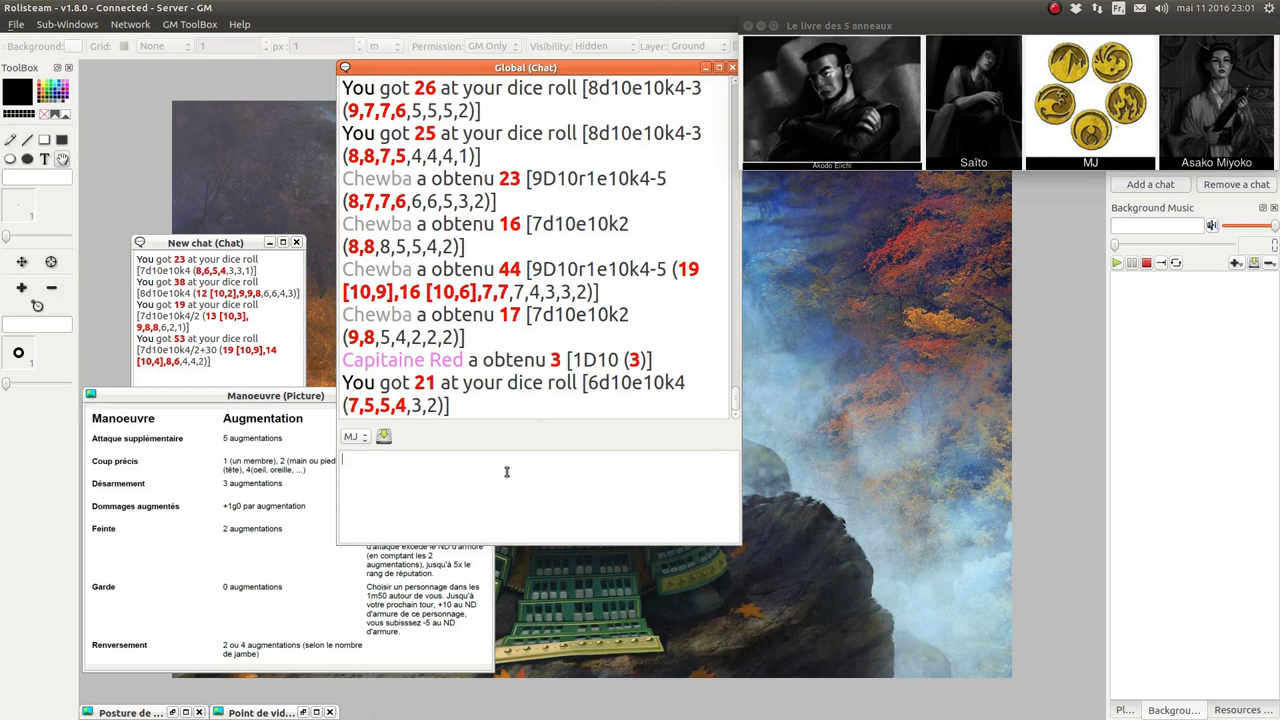 Rolisteam - v1.8.0 - Connected - Server - GM
Fr,
mai 11 2016 23:01
File Sub-Windows Network GM ToolBox Help
Background: Grid: None 1 px : 1 m Permission: GM Only Visibility: Hidden Layer: Ground
Le livre des 5 anneaux
Akodo Eiichi
Saïto
MJ
Asako Miyoko
ToolBox
1
1
Global (Chat)
You got 26 at your dice roll [8d10e10k4-3
(9,7,7,6,5,5,5,2)]
You got 25 at your dice roll [8d10e10k4-3
(8,8,7,5,4,4,4,1)]
Chewba a obtenu 23 [9D10r1e10k4-5
(8,7,7,6,6,6,5,3,2)]
Chewba a obtenu 16 [7d10e10k2
(8,8,8,5,5,4,2)]
Chewba a obtenu 44 [9D10r1e10k4-5 (19
[10,9],16 [10,6],7,7,7,4,3,3,2)]
Chewba a obtenu 17 [7d10e10k2
(9,8,5,4,2,2,2)]
Capitaine Red a obtenu 3 [1D10 (3)]
You got 21 at your dice roll [6d10e10k4
(7,5,5,4,3,2)]
MJ
New chat (Chat)
You got 23 at your dice roll
[7d10e10k4 (8,6,5,4,3,3,1)]
You got 38 at your dice roll
[8d10e10k4 (12 [10,2],9,9,8,6,6,4,3)]
You got 19 at your dice roll
[7d10e10k4/2 (13 [10,3],
9,8,8,6,2,1)]
You got 53 at your dice roll
[7d10e10k4/2+30 (19 [10,9],14
[10,4],8,6,4,4,2)]
Manoeuvre (Picture)
Manoeuvre Augmentation
Attaque supplémentaire 5 augmentations
Coup précis 1 (un membre), 2 (main ou pied
(tête), 4(oeil, oreille, ...)
Désarmement 3 augmentations
Dommages augmentés +1g0 par augmentation
Feinte 2 augmentations
d'attaque excède le ND d'armure
(en comptant les 2
augmentations), jusqu'à 5x le
rang de réputation.
Garde 0 augmentations Choisir un personnage dans les
1m50 autour de vous. Jusqu'à
votre prochain tour, +10 au ND
d'armure de ce personnage,
vous subisssez -5 au ND
d'armure.
Renversement 2 ou 4 augmentations (selon le nombre
de jambe)
Posture de ... Point de vid...
Add a chat Remove a chat
Background Music
Pl... Backgrou... Resources ...